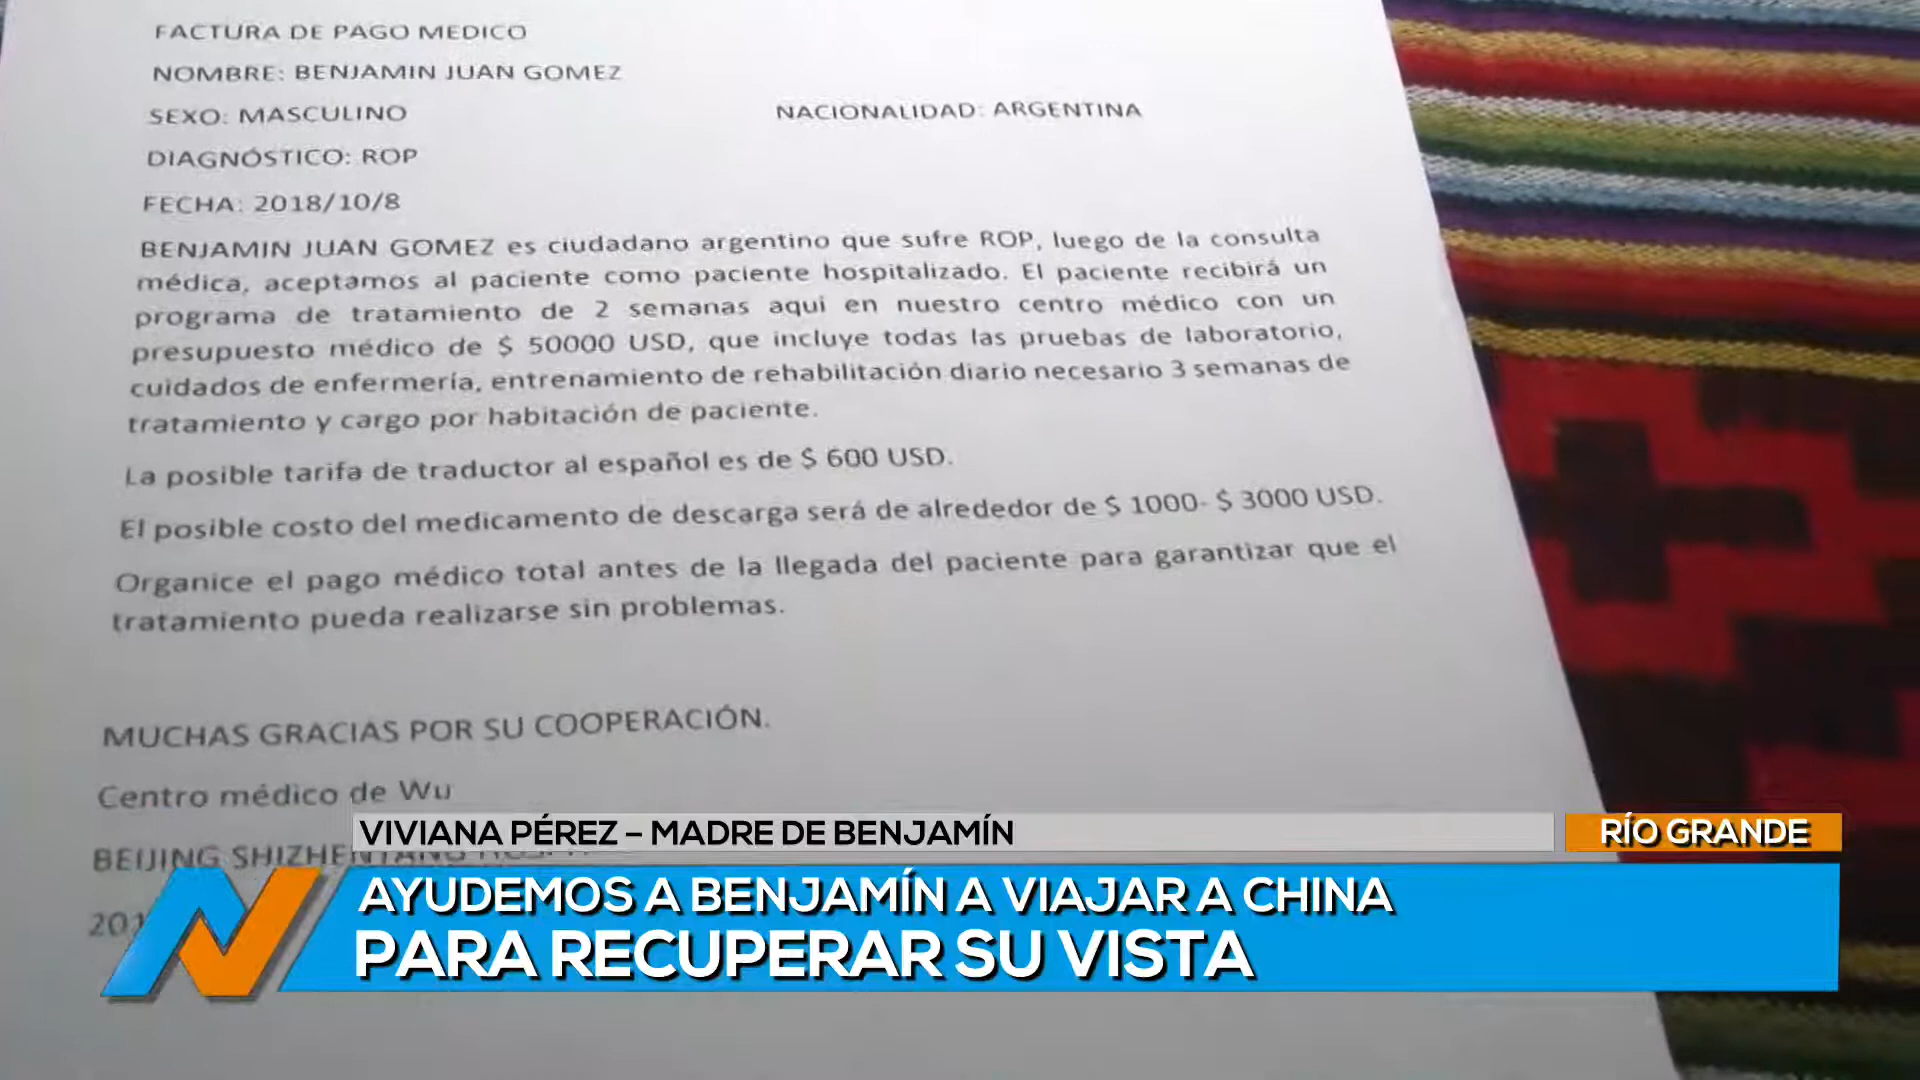 FACTURA DE PAGO MEDICO
NOMBRE: BENJAMIN JUAN GOMEZ
SEXO: MASCULINO NACIONALIDAD: ARGENTINA
DIAGNÓSTICO: ROP
FECHA: 2018/10/8
BENJAMIN JUAN GOMEZ es ciudadano argentino que sufre ROP, luego de la consulta
médica, aceptamos al paciente como paciente hospitalizado. El paciente recibirá un
programa de tratamiento de 2 semanas aquí en nuestro centro médico con un
presupuesto médico de $ 50000 USD, que incluye todas las pruebas de laboratorio,
cuidados de enfermería, entrenamiento de rehabilitación diario necesario 3 semanas de
tratamiento y cargo por habitación de paciente.
La posible tarifa de traductor al español es de $ 600 USD.
El posible costo del medicamento de descarga será de alrededor de $ 1000- $ 3000 USD.
Organice el pago médico total antes de la llegada del paciente para garantizar que el
tratamiento pueda realizarse sin problemas.
MUCHAS GRACIAS POR SU COOPERACIÓN.
Centro médico de Wu
BEIJING
VIVIANA PÉREZ – MADRE DE BENJAMÍN
RÍO GRANDE
AYUDEMOS A BENJAMÍN A VIAJAR A CHINA
PARA RECUPERAR SU VISTA